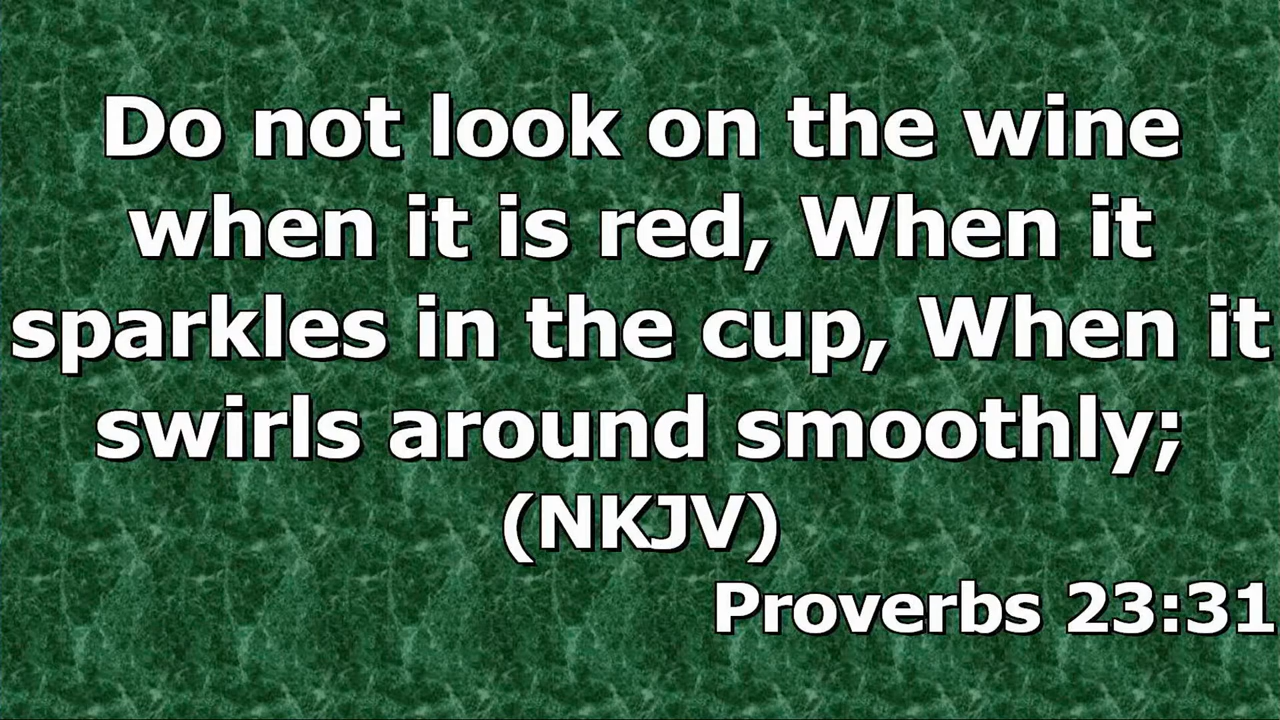 Do not look on the wine
when it is red, When it
sparkles in the cup, When it
swirls around smoothly;
(NKJV)
Proverbs 23:31